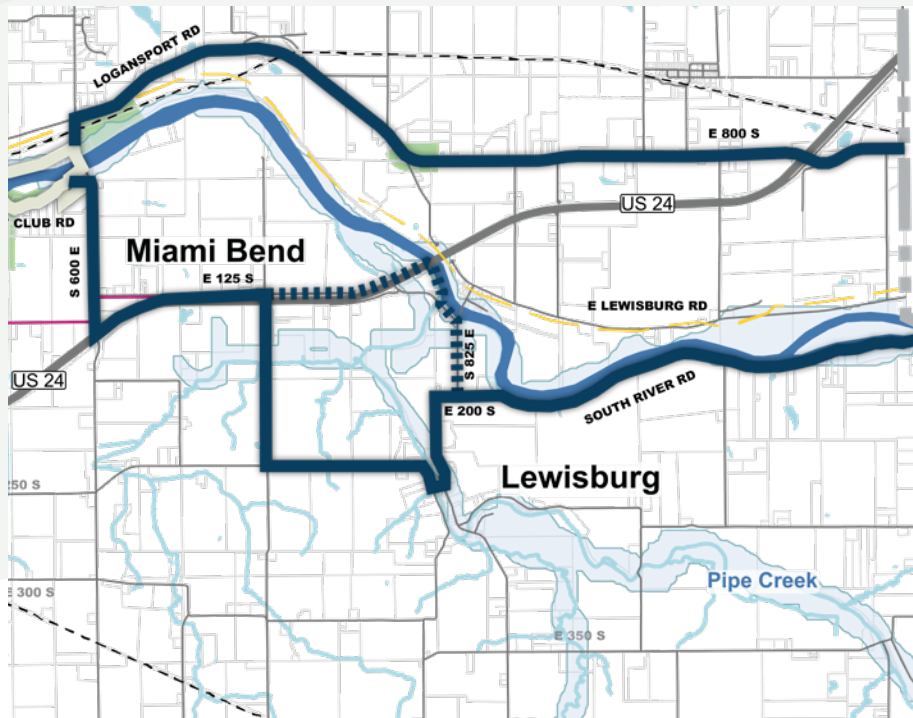 LOGANSPORT RD
E 800 S
US 24
CLUB RD
Miami Bend
S 600 E
E 125 S
E LEWISBURG RD
S 825 E
US 24
SOUTH RIVER RD
E 200 S
Lewisburg
250 S
Pipe Creek
E 300 S
E 350 S